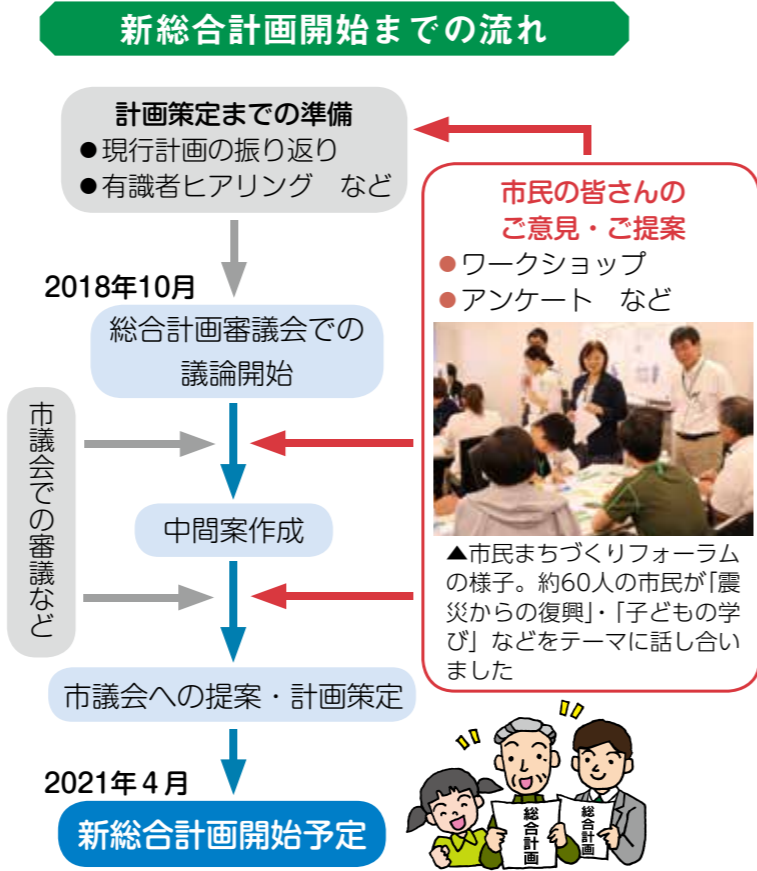 新総合計画開始までの流れ
計画策定までの準備
●現行計画の振り返り
●有識者ヒアリング　など
市民の皆さんの
ご意見・ご提案
●ワークショップ
●アンケート　など
▲市民まちづくりフォーラム
の様子。約60人の市民が「震
災からの復興」・「子どもの学
び」などをテーマに話し合い
ました
2018年10月
総合計画審議会での
議論開始
市議会での審議など
中間案作成
市議会への提案・計画策定
2021年4月
新総合計画開始予定
総合計画
総合計画